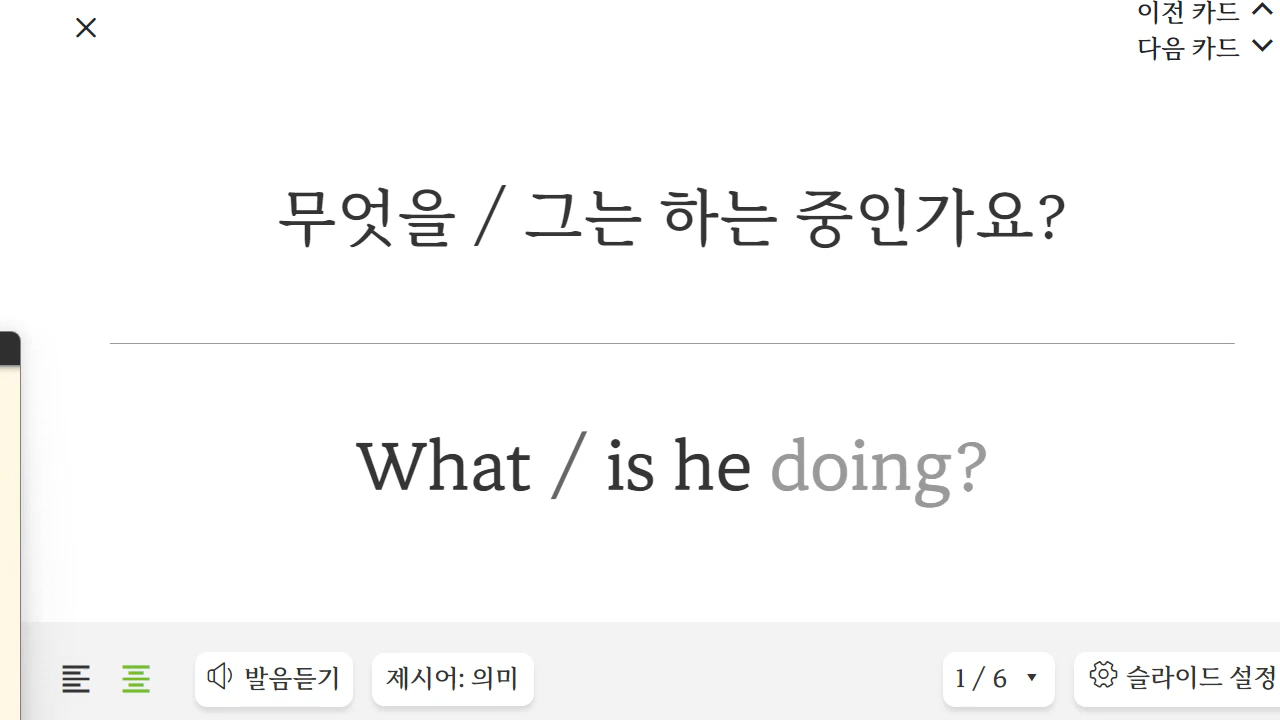 이전 카드
다음 카드
무엇을 / 그는 하는 중인가요?
What / is he doing?
발음듣기 제시어: 의미 1 / 6 슬라이드 설정